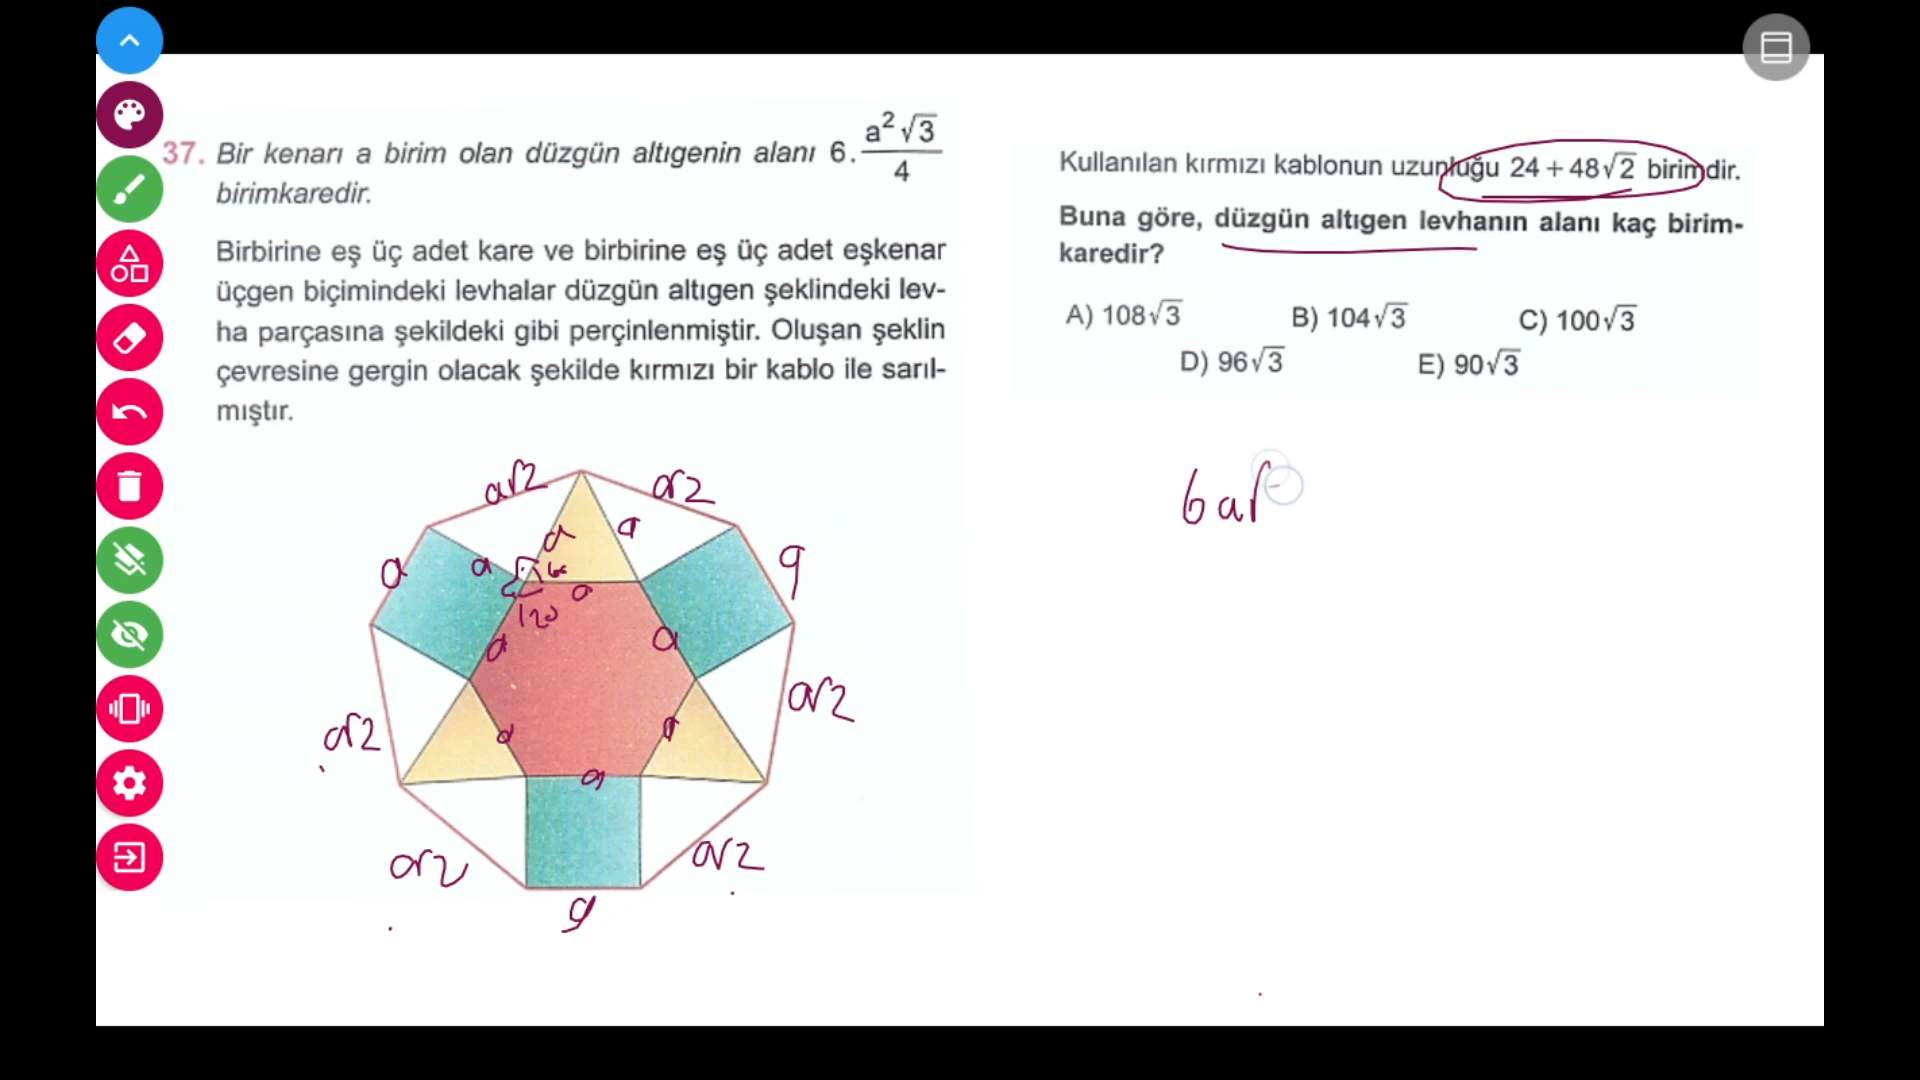 37. Bir kenarı a birim olan düzgün altıgenin alanı 6. a²√3/4
birimkaredir.
Birbirine eş üç adet kare ve birbirine eş üç adet eşkenar
üçgen biçimindeki levhalar düzgün altıgen şeklindeki lev-
ha parçasına şekildeki gibi perçinlenmiştir. Oluşan şeklin
çevresine gergin olacak şekilde kırmızı bir kablo ile sarıl-
mıştır.
a√2 a√2
a a
a a 60 a
a
120
a a
a√2 a√2
a a
a
a√2 a√2
a
Kullanılan kırmızı kablonun uzunluğu 24 + 48√2 birimdir.
Buna göre, düzgün altıgen levhanın alanı kaç birim-
karedir?
A) 108√3 B) 104√3 C) 100√3
D) 96√3 E) 90√3
6a√